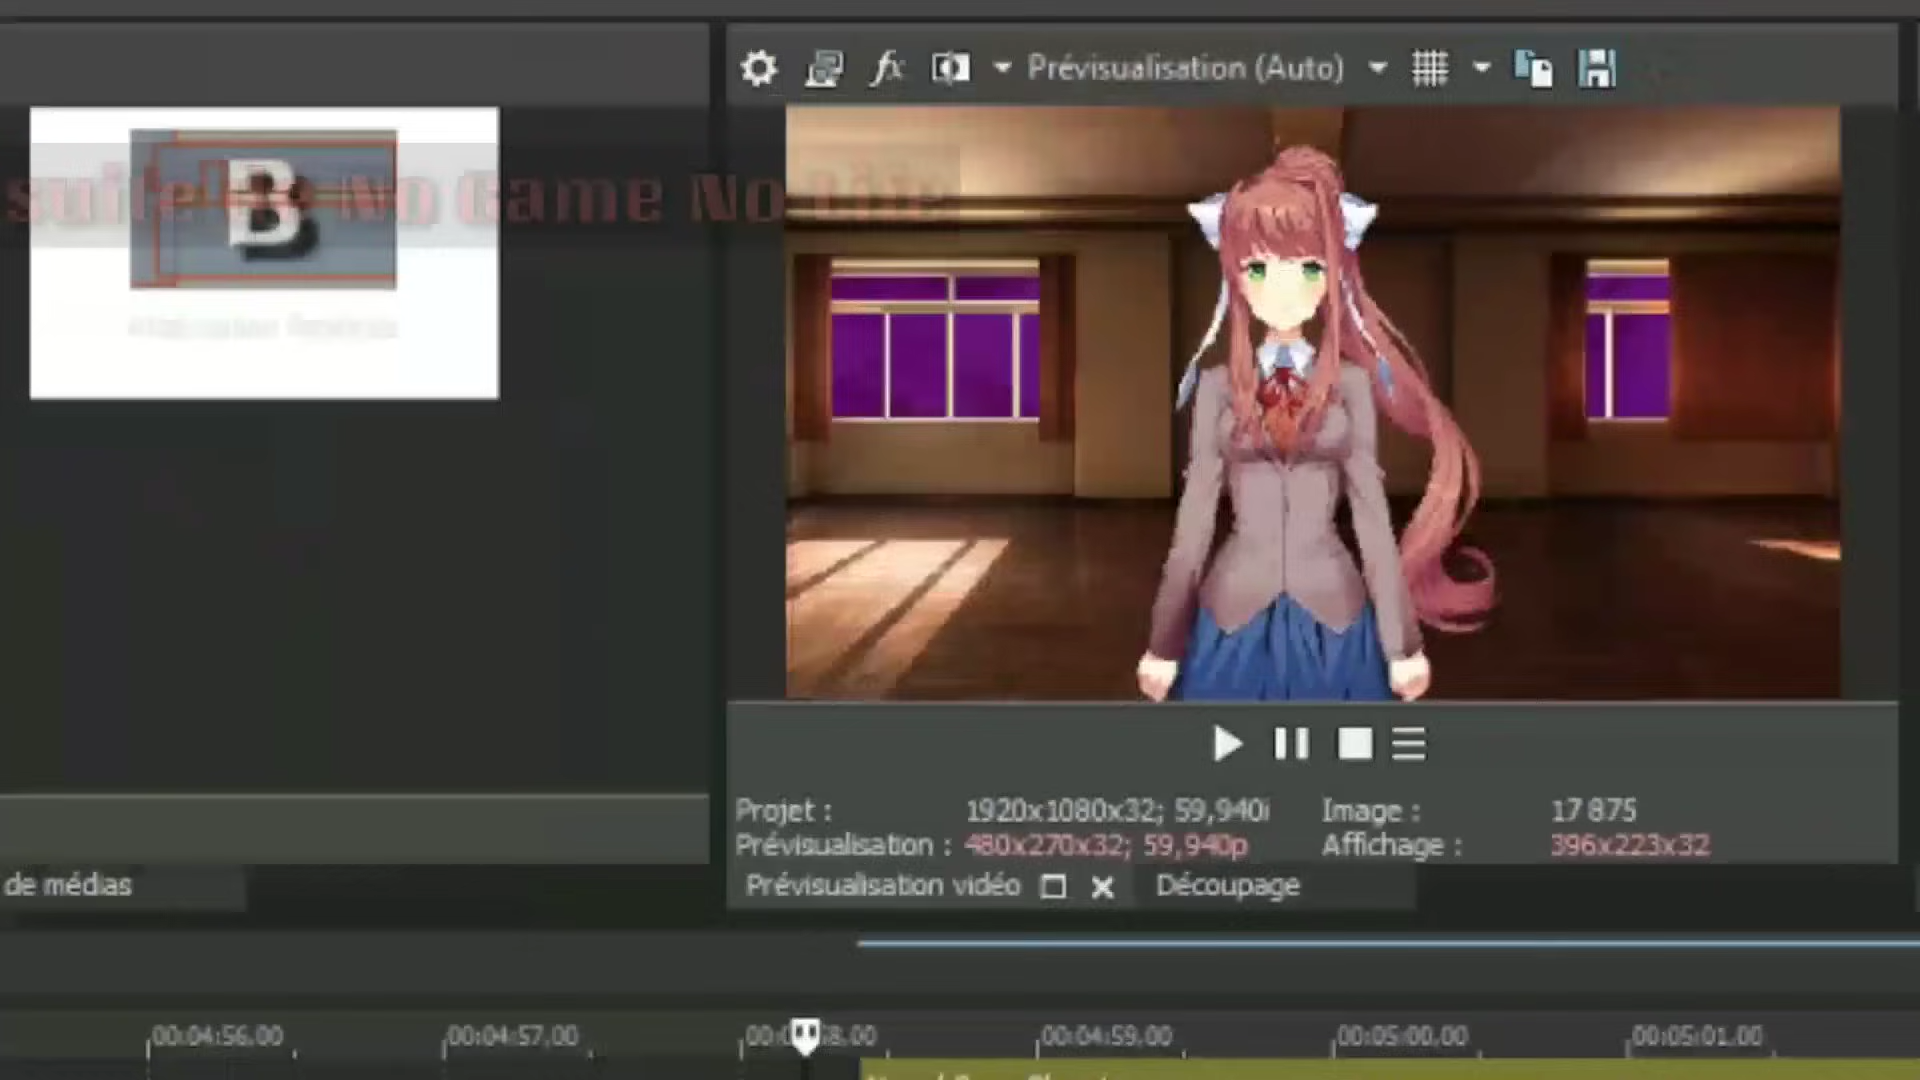 Prévisualisation (Auto)
B
No Game No Life
Projet : 1920x1080x32; 59,940i Image : 17 875
Prévisualisation : 480x270x32; 59,940p Affichage : 396x223x32
de médias Prévisualisation vidéo Découpage
00:04:56,00 00:04:57,00 00:04:59,00 00:05:00,00 00:05:01,00